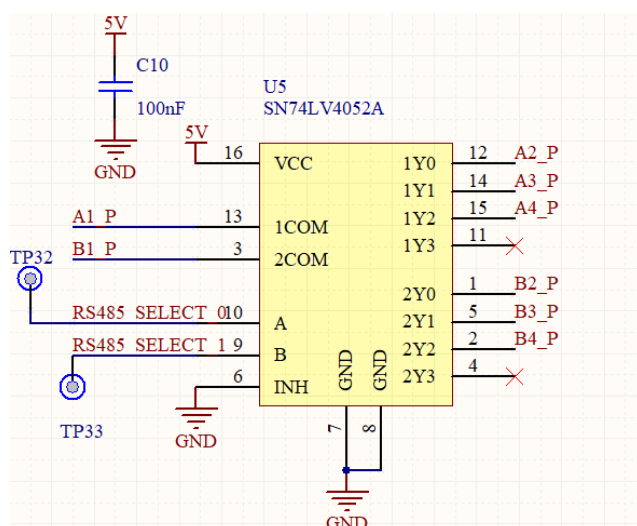 5V
C10
100nF
GND
U5
SN74LV4052A
5V
16 VCC 1Y0 12 A2_P
1Y1 14 A3_P
A1_P 13 1COM 1Y2 15 A4_P
B1_P 3 2COM 1Y3 11
TP32
2Y0 1 B2_P
RS485_SELECT_0 10 A 2Y1 5 B3_P
RS485_SELECT_1 9 B 2Y2 2 B4_P
6 INH GND GND 2Y3 4
GND
TP33
7 8
GND